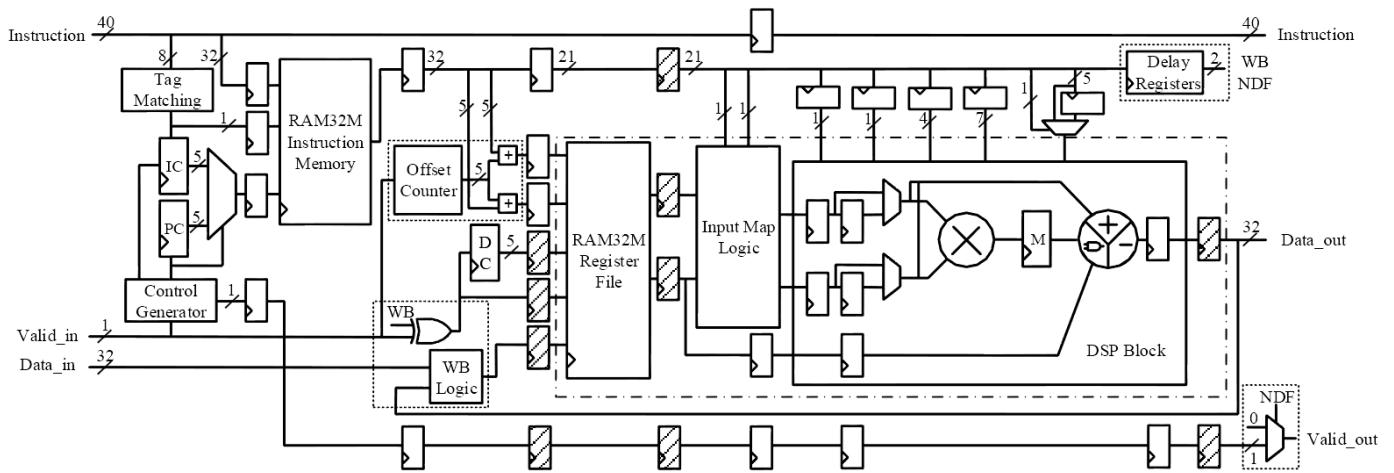 Instruction
40
40
Instruction
8
32
32
21
21
Tag
Matching
RAM32M
Instruction
Memory
Delay
Registers
2
WB
NDF
5
1
1
5
5
1
1
1
1
4
7
IC
5
PC
5
Offset
Counter
5
+
+
RAM32M
Register
File
Input Map
Logic
D
C
5
M
+
-
32
Data_out
Control
Generator
1
WB
Valid_in
1
Data_in
32
WB
Logic
DSP Block
NDF
0
1
Valid_out